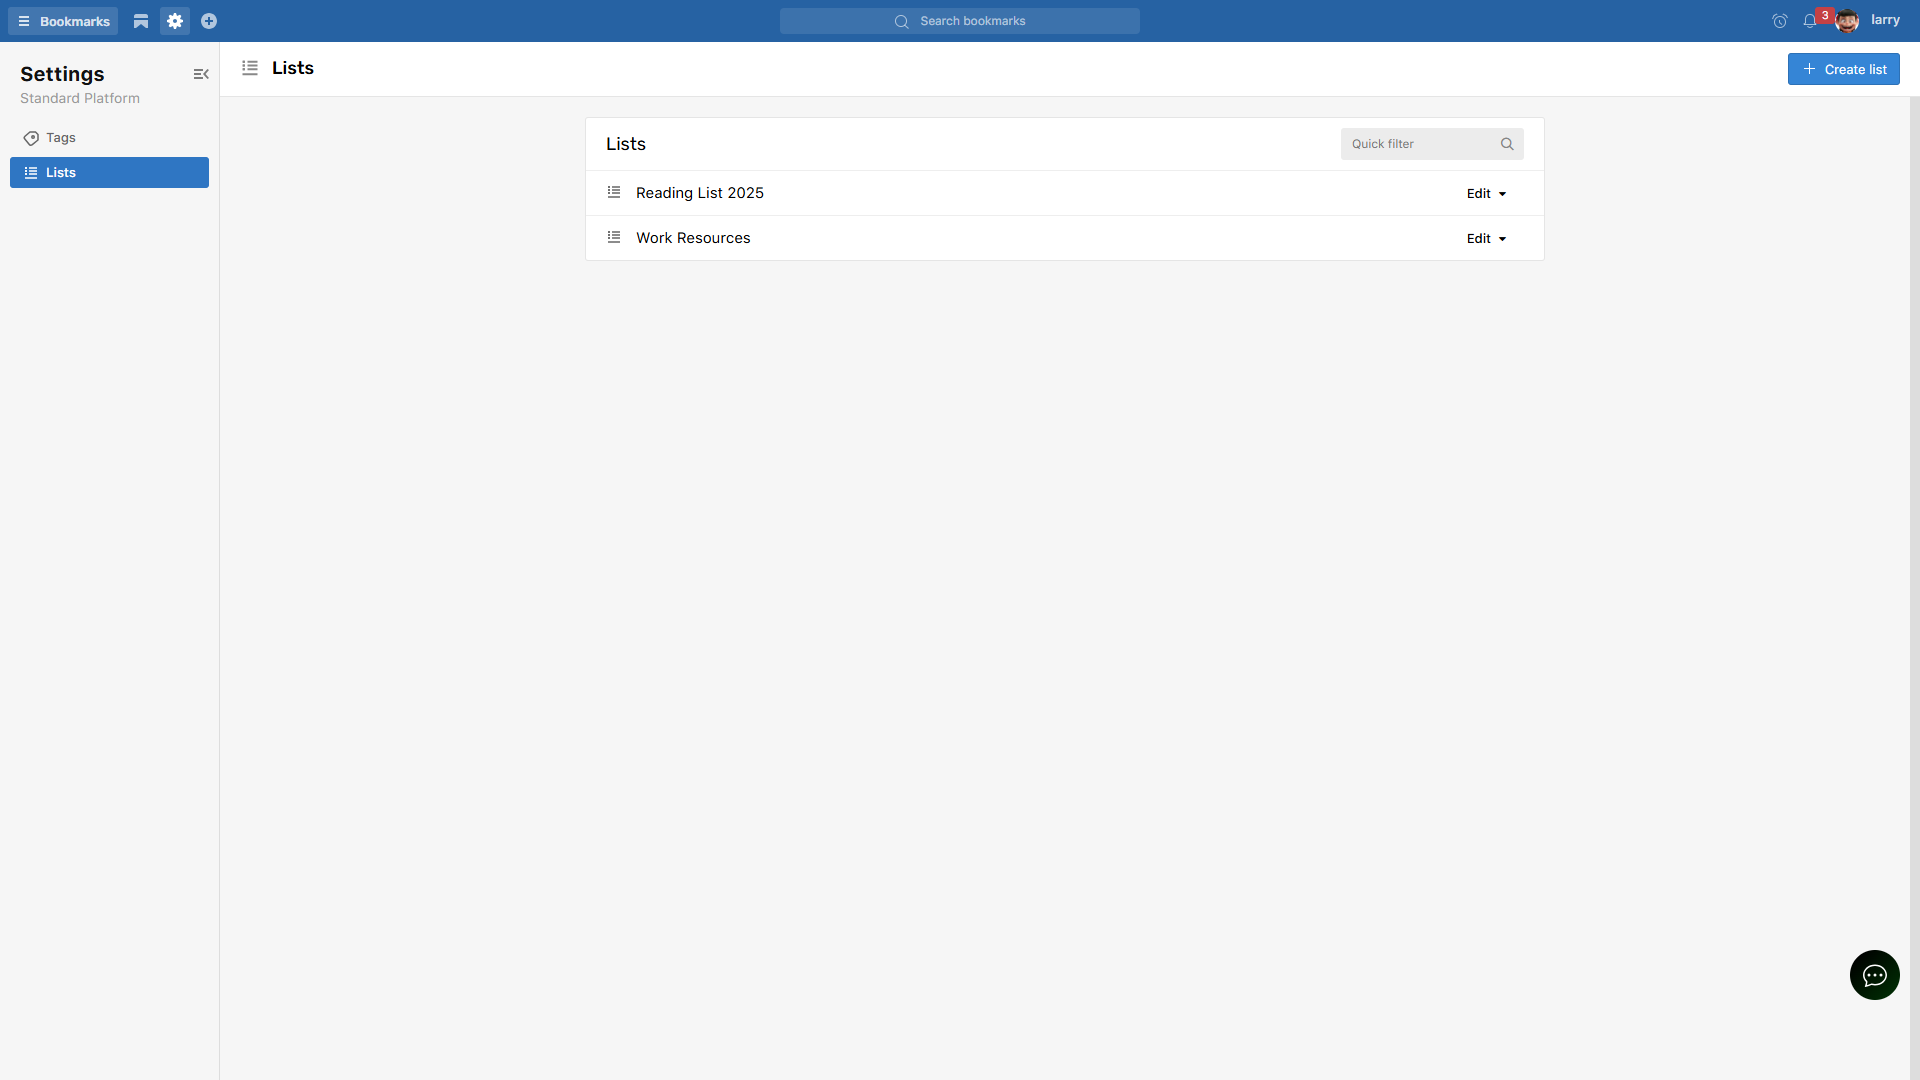 Bookmarks
Search bookmarks
3
larry
Settings
Standard Platform
Tags
Lists
Lists
Create list
Lists
Quick filter
Reading List 2025
Edit
Work Resources
Edit